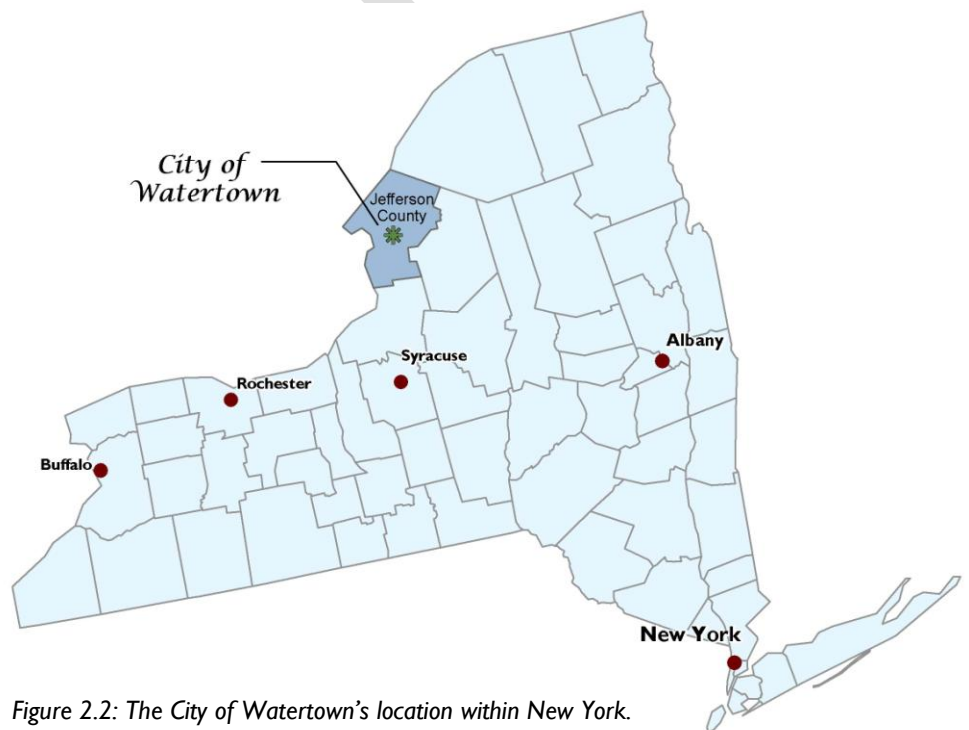 City of
Watertown
Jefferson
County
Albany
Syracuse
Rochester
Buffalo
New York
Figure 2.2: The City of Watertown's location within New York.